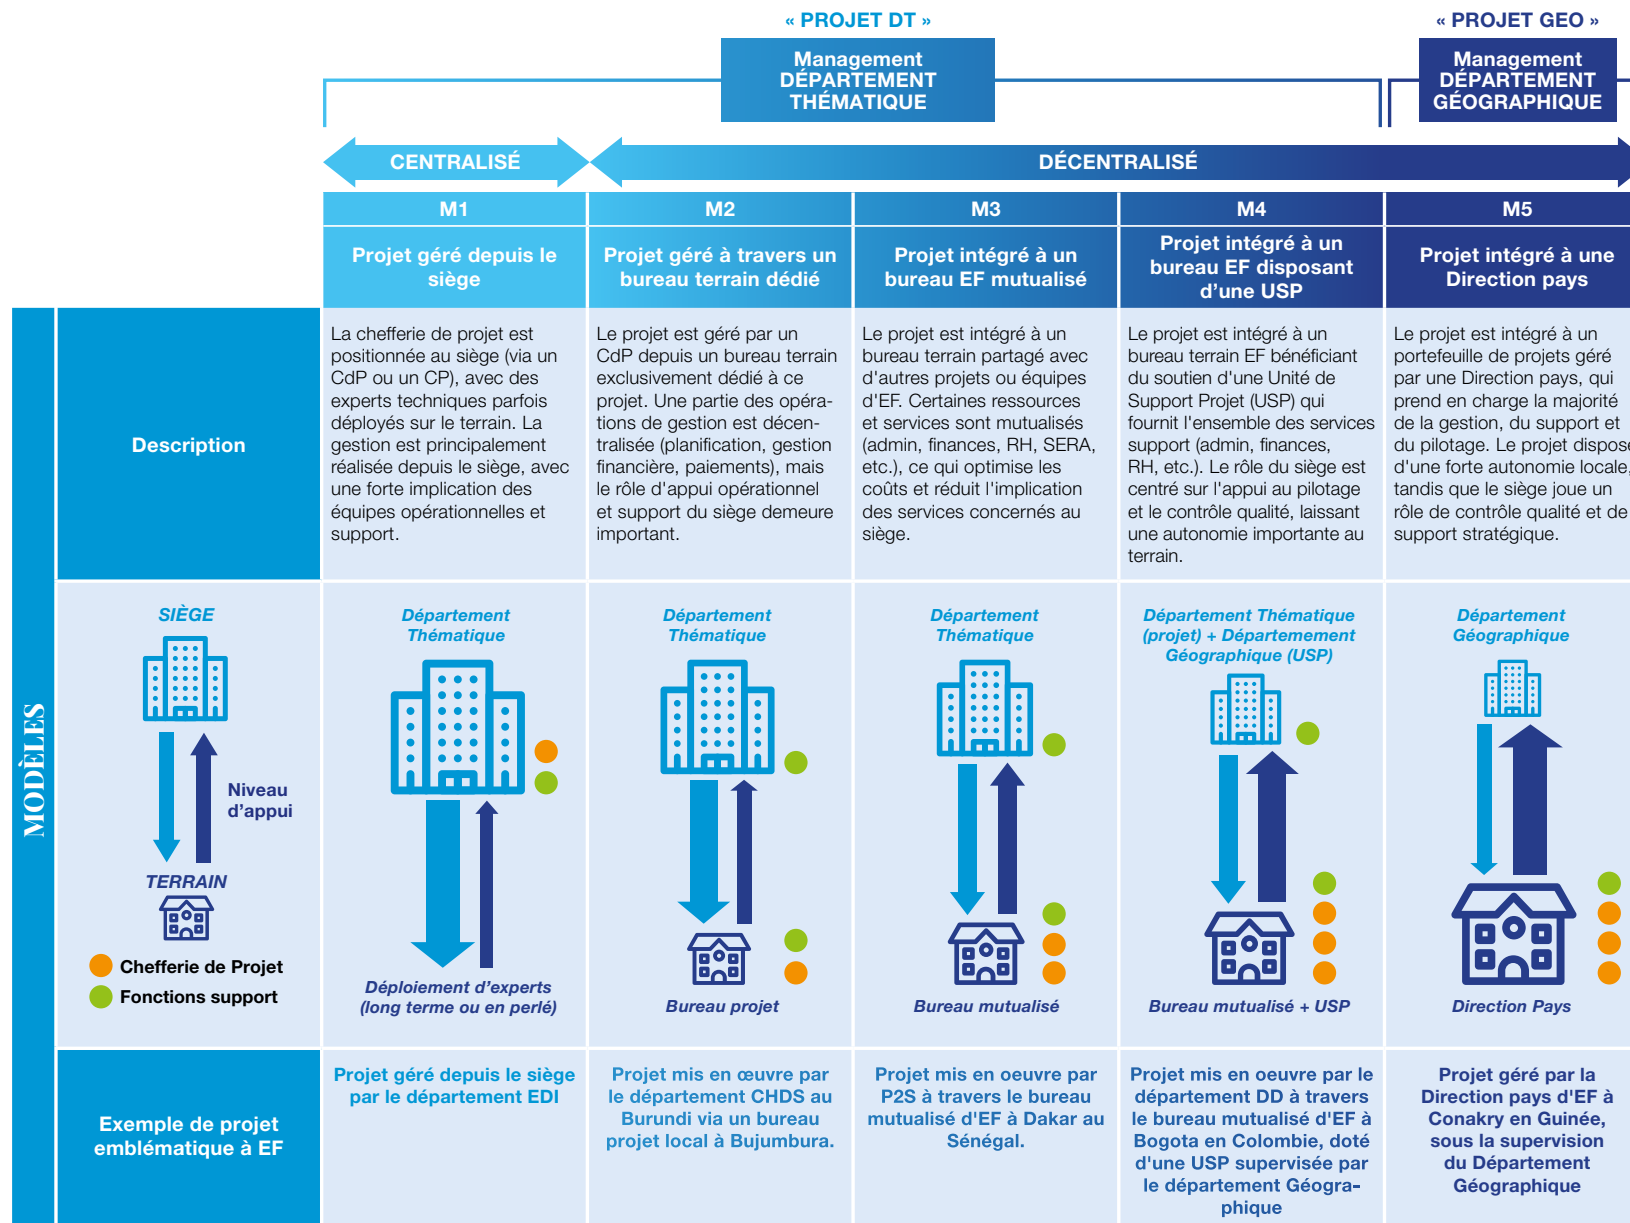 « PROJET DT »
« PROJET GEO »
Management
DÉPARTEMENT
THÉMATIQUE
Management
DÉPARTEMENT
GÉOGRAPHIQUE
CENTRALISÉ
DÉCENTRALISÉ
M1
M2
M3
M4
M5
Projet géré depuis le
siège
Projet géré à travers un
bureau terrain dédié
Projet intégré à un
bureau EF mutualisé
Projet intégré à un
bureau EF disposant
d’une USP
Projet intégré à une
Direction pays
MODÈLES
Description
La chefferie de projet est
positionnée au siège (via un
CdP ou un CP), avec des
experts techniques parfois
déployés sur le terrain. La
gestion est principalement
réalisée depuis le siège, avec
une forte implication des
équipes opérationnelles et
support.
Le projet est géré par un
CdP depuis un bureau terrain
exclusivement dédié à ce
projet. Une partie des opéra-
tions de gestion est décen-
tralisée (planification, gestion
financière, paiements), mais
le rôle d'appui opérationnel
et support du siège demeure
important.
Le projet est intégré à un
bureau terrain partagé avec
d'autres projets ou équipes
d'EF. Certaines ressources
et services sont mutualisés
(admin, finances, RH, SERA,
etc.), ce qui optimise les
coûts et réduit l'implication
des services concernés au
siège.
Le projet est intégré à un
bureau terrain EF bénéficiant
du soutien d'une Unité de
Support Projet (USP) qui
fournit l'ensemble des services
support (admin, finances,
RH, etc.). Le rôle du siège est
centré sur l'appui au pilotage
et le contrôle qualité, laissant
une autonomie importante au
terrain.
Le projet est intégré à un
portefeuille de projets géré
par une Direction pays, qui
prend en charge la majorité
de la gestion, du support et
du pilotage. Le projet dispose
d'une forte autonomie locale,
tandis que le siège joue un
rôle de contrôle qualité et de
support stratégique.
SIÈGE
Niveau
d’appui
TERRAIN
Chefferie de Projet
Fonctions support
Département
Thématique
Déploiement d’experts
(long terme ou en perlé)
Département
Thématique
Bureau projet
Département
Thématique
Bureau mutualisé
Département Thématique
(projet) + Départemement
Géographique (USP)
Bureau mutualisé + USP
Département
Géographique
Direction Pays
Exemple de projet
emblématique à EF
Projet géré depuis le siège
par le département EDI
Projet mis en œuvre par
le département CHDS au
Burundi via un bureau
projet local à Bujumbura.
Projet mis en oeuvre par
P2S à travers le bureau
mutualisé d'EF à Dakar au
Sénégal.
Projet mis en oeuvre par le
département DD à travers
le bureau mutualisé d'EF à
Bogota en Colombie, doté
d'une USP supervisée par
le département Géogra-
phique
Projet géré par la
Direction pays d'EF à
Conakry en Guinée,
sous la supervision
du Département
Géographique